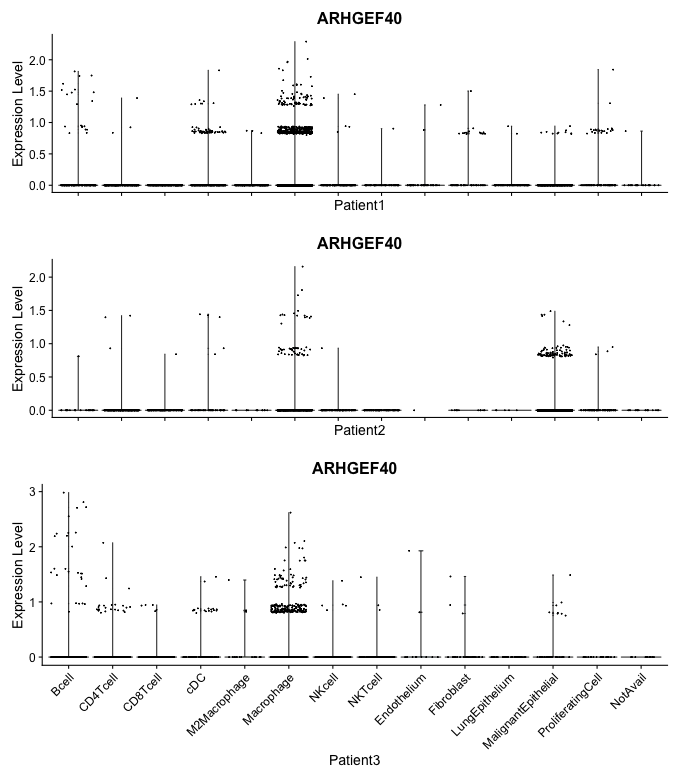 ARHGEF40
Expression Level
2.0
1.5
1.0
0.5
0.0
Patient1
ARHGEF40
Expression Level
2.0
1.5
1.0
0.5
0.0
Patient2
ARHGEF40
Expression Level
3
2
1
0
Bcell
CD4Tcell
CD8Tcell
cDC
M2Macrophage
Macrophage
NKcell
NKTcell
Endothelium
Fibroblast
LungEpithelium
MalignantEpithelial
ProliferatingCell
NotAvail
Patient3